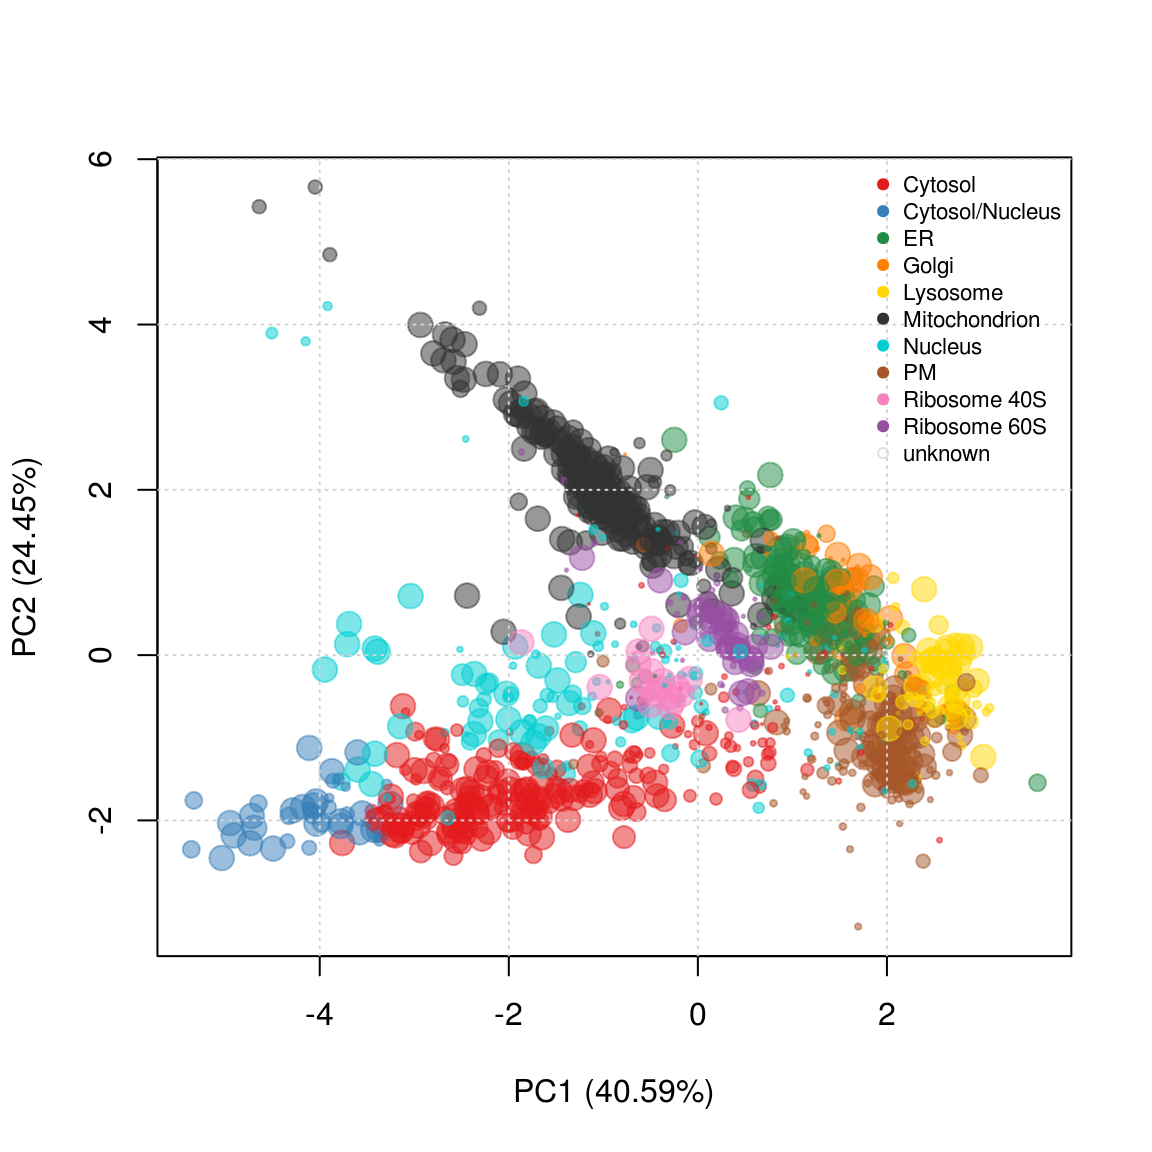 6
4
2
0
-2
PC2 (24.45%)
Cytosol
Cytosol/Nucleus
ER
Golgi
Lysosome
Mitochondrion
Nucleus
PM
Ribosome 40S
Ribosome 60S
unknown
-4
-2
0
2
PC1 (40.59%)